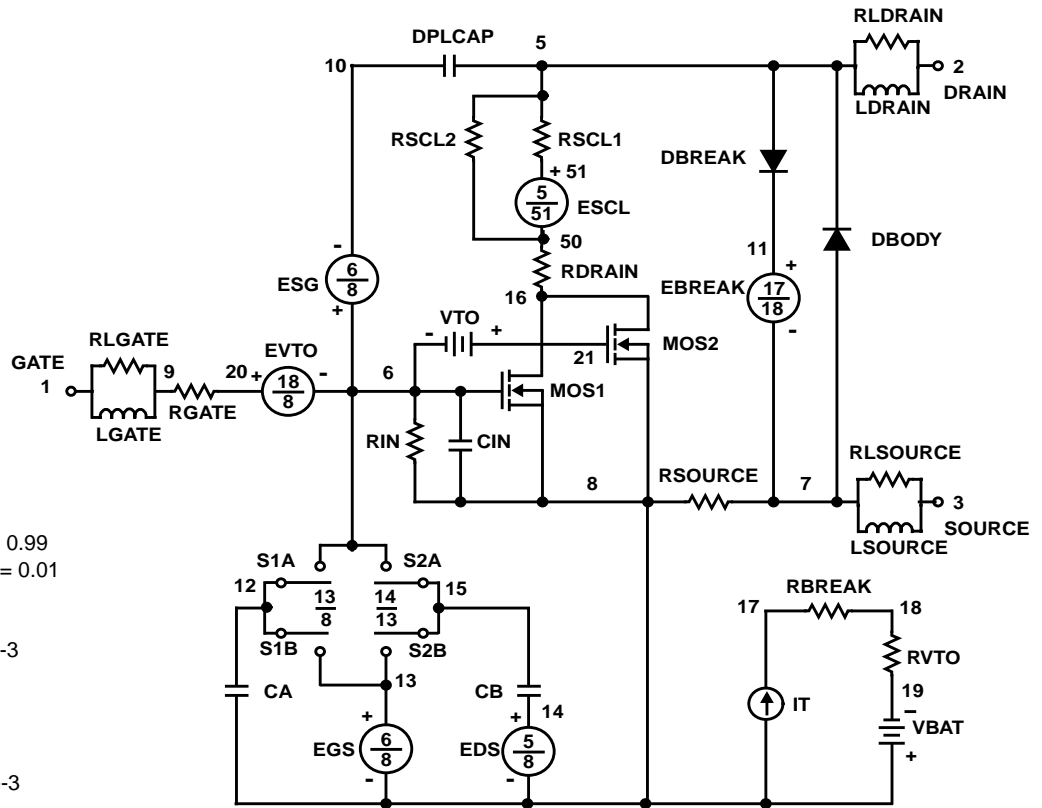 RLDRAIN
DPLCAP
5
10
2
DRAIN
LDRAIN
RSCL2
RSCL1
DBREAK
+ 51
5
51
ESCL
50
DBODY
-
6
8
ESG
+
RDRAIN
11
+
EBREAK
17
18
-
16
VTO
- +
21
MOS2
GATE
1
RLGATE
LGATE
9
RGATE
20
EVTO
+ -
18
8
6
MOS1
RIN
CIN
8
RSOURCE
7
RLSOURCE
3
SOURCE
LSOURCE
0.99
= 0.01
S1A
S2A
12
13
8
14
13
15
S1B
S2B
-3
13
CA
CB
14
+
EGS
6
8
-
+
EDS
5
8
-
-3
RBREAK
17
18
RVTO
19
IT
-
VBAT
+